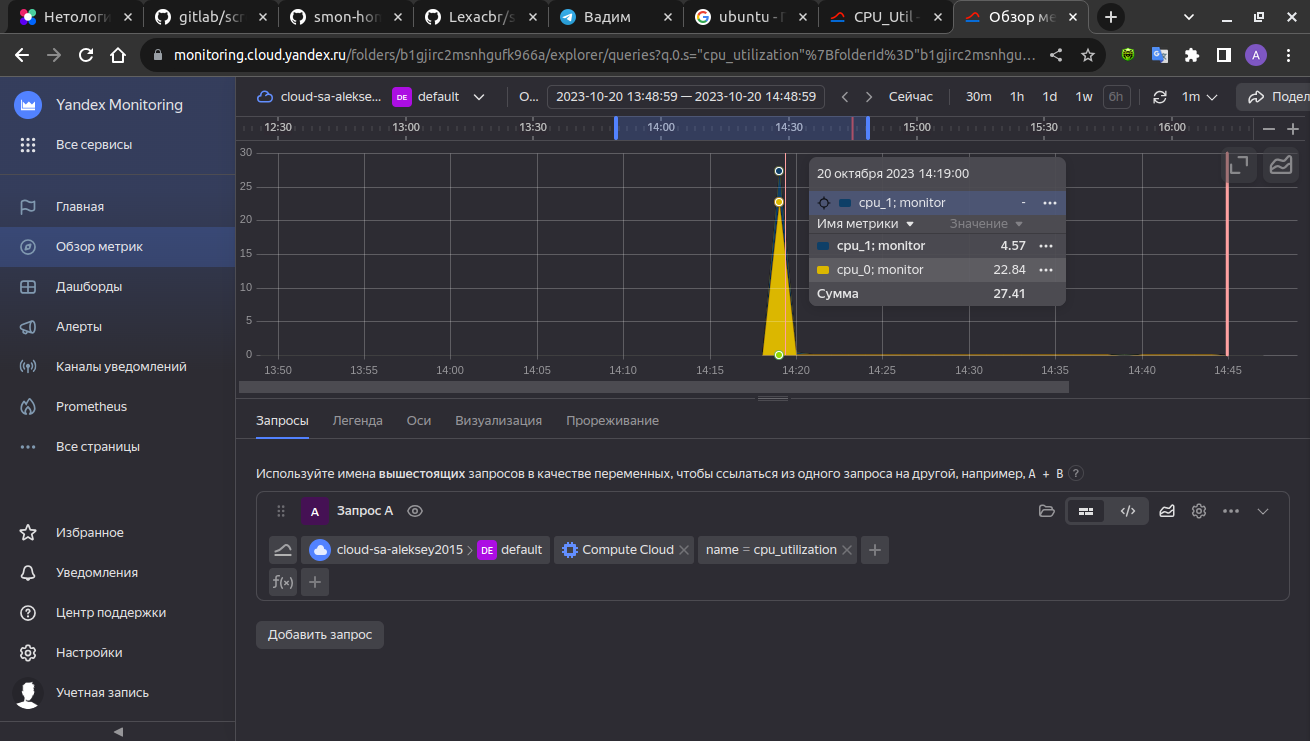 Нетологи
gitlab/scr
smon-hor
Lexacbr/s
Вадим
ubuntu -
CPU_Util -
Обзор ме
monitoring.cloud.yandex.ru/folders/b1gjirc2msnhgufk966a/explorer/queries?q.0.s="cpu_utilization"%7BfolderId%3D"b1gjirc2msnhgu...
A
Yandex Monitoring
Все сервисы
Главная
Обзор метрик
Дашборды
Алерты
Каналы уведомлений
Prometheus
Все страницы
Избранное
Уведомления
Центр поддержки
Настройки
Учетная запись
cloud-sa-alekse... DE default О... 2023-10-20 13:48:59 — 2023-10-20 14:48:59 Сейчас 30m 1h 1d 1w 6h 1m Подел
12:30 13:00 13:30 14:00 14:30 15:00 15:30 16:00
30
25
20
15
10
5
0
13:50 13:55 14:00 14:05 14:10 14:15 14:20 14:25 14:30 14:35 14:40 14:45
20 октября 2023 14:19:00
cpu_1; monitor - ...
Имя метрики Значение
cpu_1; monitor 4.57 ...
cpu_0; monitor 22.84 ...
Сумма 27.41
Запросы Легенда Оси Визуализация Прореживание
Используйте имена вышестоящих запросов в качестве переменных, чтобы ссылаться из одного запроса на другой, например, A + B ?
A Запрос A
cloud-sa-aleksey2015 > DE default Compute Cloud name = cpu_utilization
f(x)
Добавить запрос